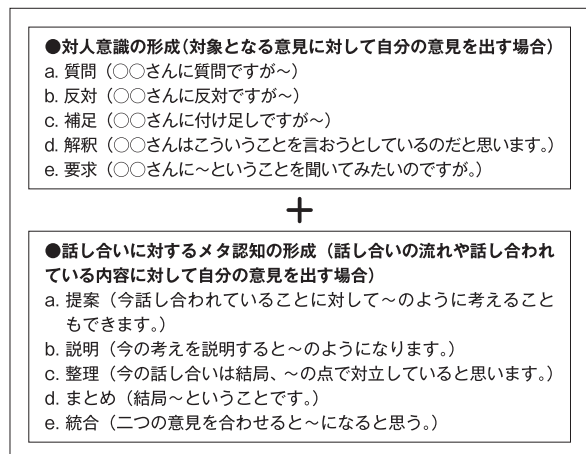 ●対人意識の形成（対象となる意見に対して自分の意見を出す場合）
a. 質問（○○さんに質問ですが～）
b. 反対（○○さんに反対ですが～）
c. 補足（○○さんに付け足しですが～）
d. 解釈（○○さんはこういうことを言おうとしているのだと思います。）
e. 要求（○○さんに～ということを聞いてみたいのですが。）
＋
●話し合いに対するメタ認知の形成（話し合いの流れや話し合われ
ている内容に対して自分の意見を出す場合）
a. 提案（今話し合われていることに対して～のように考えること
もできます。）
b. 説明（今の考えを説明すると～のようになります。）
c. 整理（今の話し合いは結局、～の点で対立していると思います。）
d. まとめ（結局～ということです。）
e. 統合（二つの意見を合わせると～になると思う。）